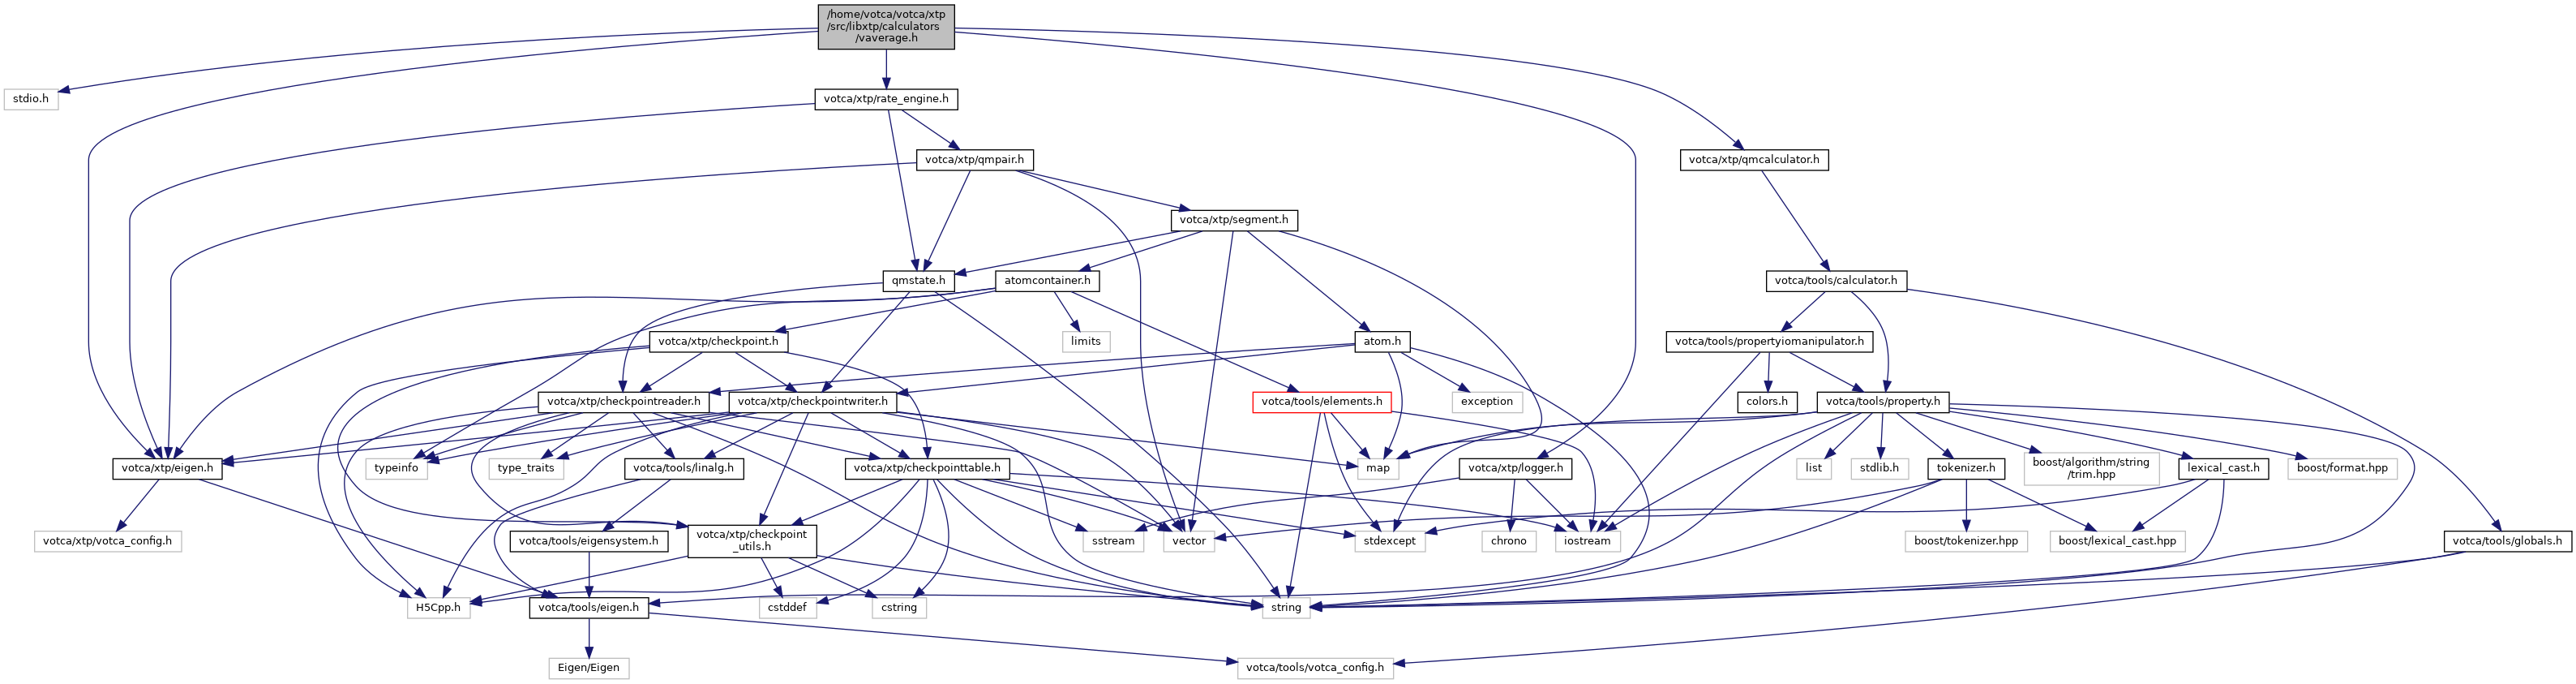 /home/votca/votca/xtp
/src/libxtp/calculators
/vaverage.h
stdio.h
votca/xtp/rate_engine.h
votca/xtp/qmpair.h
votca/xtp/qmcalculator.h
votca/xtp/segment.h
qmstate.h
atomcontainer.h
votca/tools/calculator.h
votca/xtp/checkpoint.h
limits
atom.h
votca/tools/propertyiomanipulator.h
votca/xtp/checkpointreader.h
votca/xtp/checkpointwriter.h
votca/tools/elements.h
exception
colors.h
votca/tools/property.h
votca/xtp/eigen.h
typeinfo
type_traits
votca/tools/linalg.h
votca/xtp/checkpointtable.h
map
votca/xtp/logger.h
list
stdlib.h
tokenizer.h
boost/algorithm/string
/trim.hpp
lexical_cast.h
boost/format.hpp
votca/xtp/votca_config.h
votca/tools/eigensystem.h
votca/xtp/checkpoint
_utils.h
sstream
vector
stdexcept
chrono
iostream
boost/tokenizer.hpp
boost/lexical_cast.hpp
votca/tools/globals.h
H5Cpp.h
votca/tools/eigen.h
cstddef
cstring
string
Eigen/Eigen
votca/tools/votca_config.h